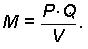 M = P·Q / V.